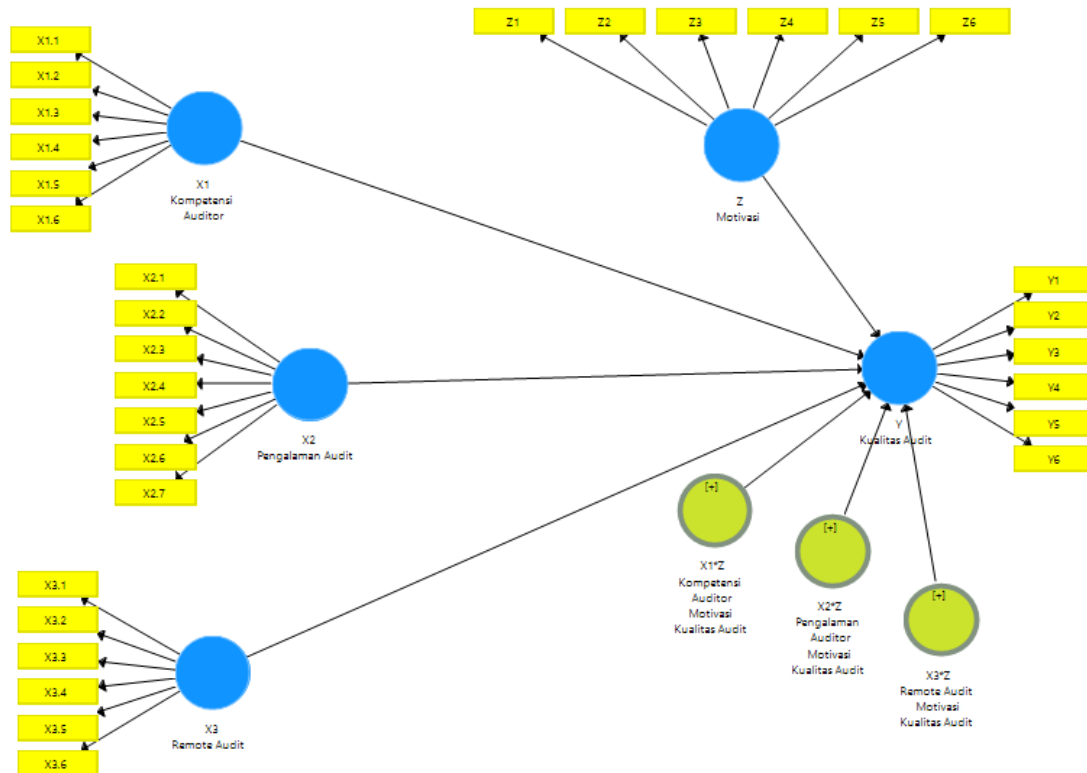 X1.1
X1.2
X1.3
X1.4
X1.5
X1.6
X1
Kompetensi
Auditor
Z1
Z2
Z3
Z4
Z5
Z6
Z
Motivasi
X2.1
X2.2
X2.3
X2.4
X2.5
X2.6
X2.7
X2
Pengalaman Audit
Y1
Y2
Y3
Y4
Y5
Y6
Y
Kualitas Audit
X3.1
X3.2
X3.3
X3.4
X3.5
X3.6
X3
Remote Audit
[+]
X1*Z
Kompetensi
Auditor
Motivasi
Kualitas Audit
[+]
X2*Z
Pengalaman
Auditor
Motivasi
Kualitas Audit
[+]
X3*Z
Remote Audit
Motivasi
Kualitas Audit